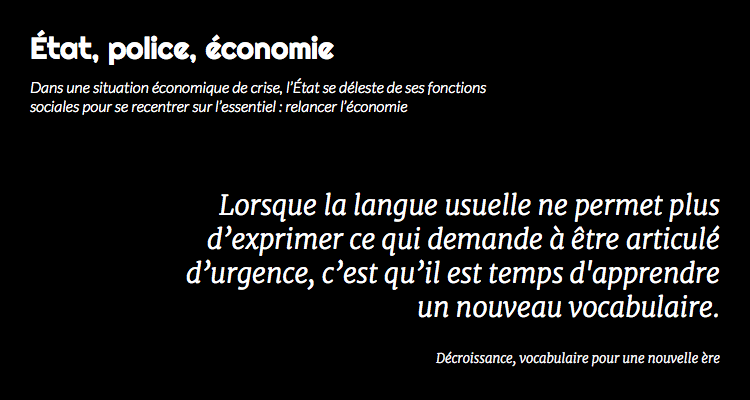 État, police, économie
Dans une situation économique de crise, l’État se déleste de ses fonctions
sociales pour se recentrer sur l’essentiel : relancer l’économie
Lorsque la langue usuelle ne permet plus
d’exprimer ce qui demande à être articulé
d’urgence, c’est qu’il est temps d'apprendre
un nouveau vocabulaire.
Décroissance, vocabulaire pour une nouvelle ère